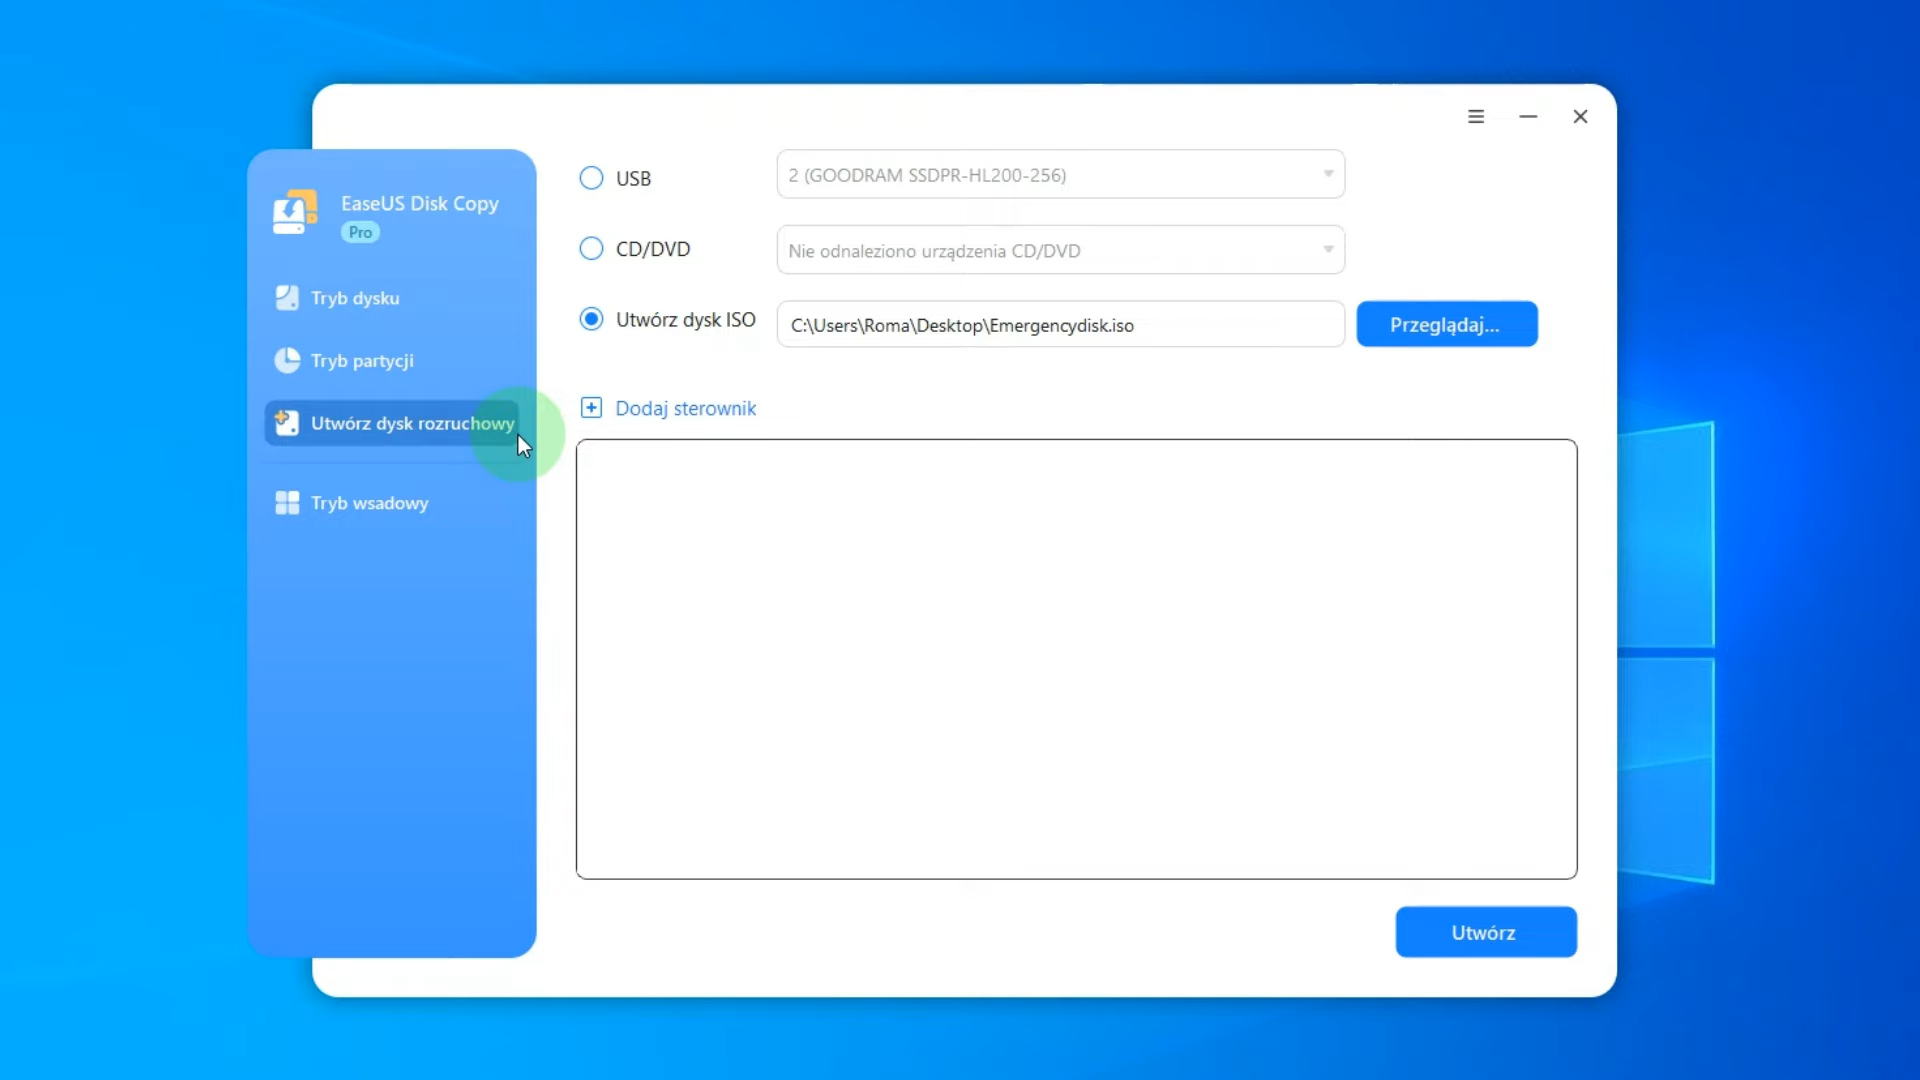 EaseUS Disk Copy
Pro
Tryb dysku
Tryb partycji
Utwórz dysk rozruchowy
Tryb wsadowy
USB
2 (GOODRAM SSDPR-HL200-256)
CD/DVD
Nie odnaleziono urządzenia CD/DVD
Utwórz dysk ISO
C:\Users\Roma\Desktop\Emergencydisk.iso
Przeglądaj...
Dodaj sterownik
Utwórz